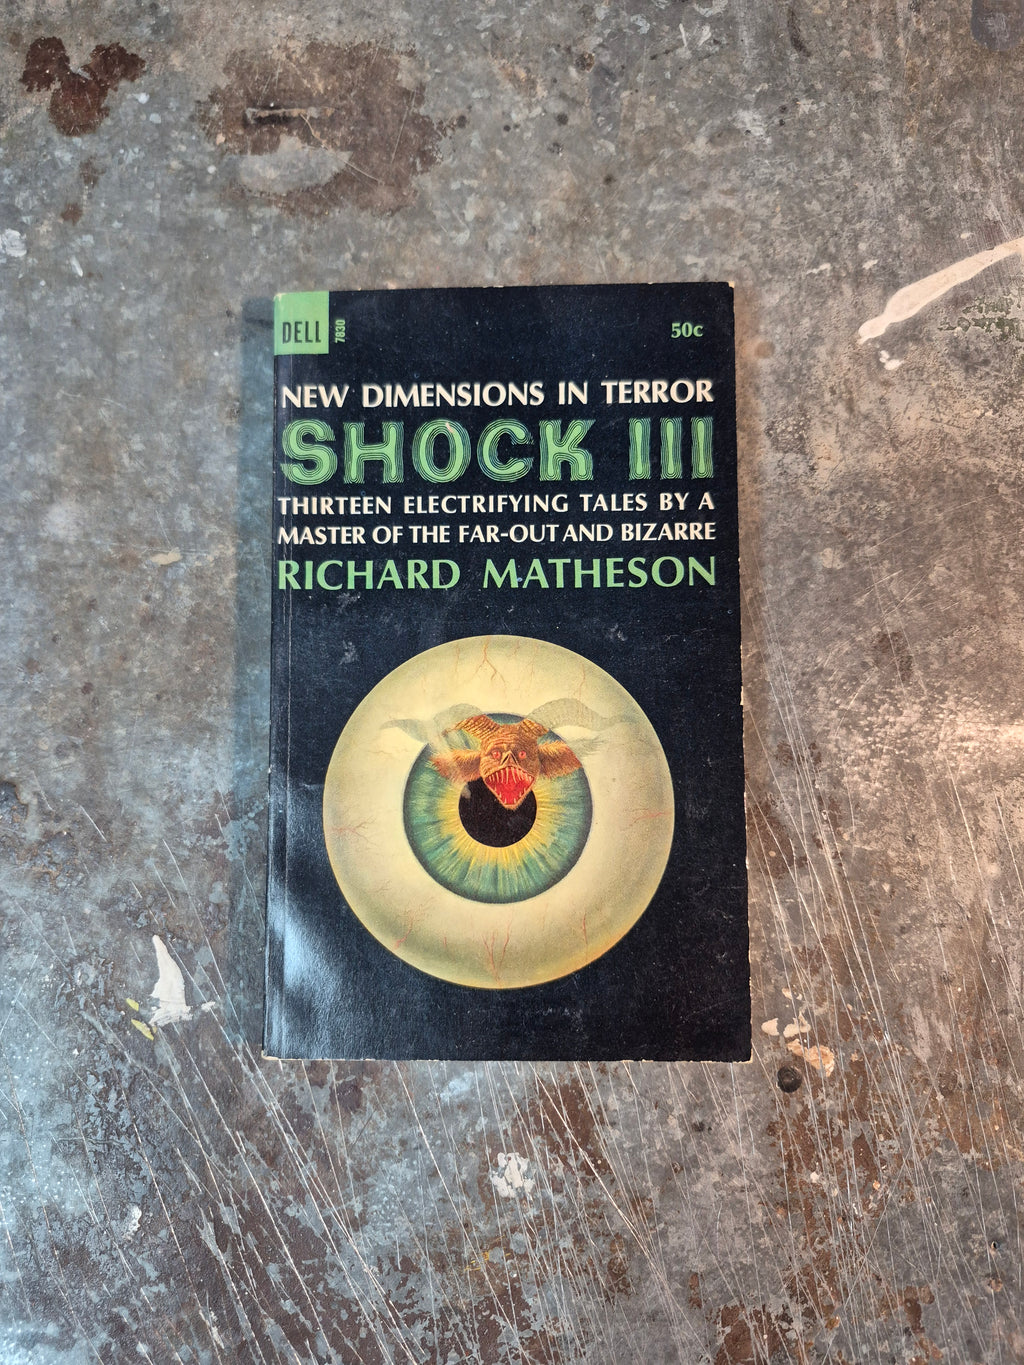 DELL
7830
50c
NEW DIMENSIONS IN TERROR
SHOCK III
THIRTEEN ELECTRIFYING TALES BY A
MASTER OF THE FAR-OUT AND BIZARRE
RICHARD MATHESON